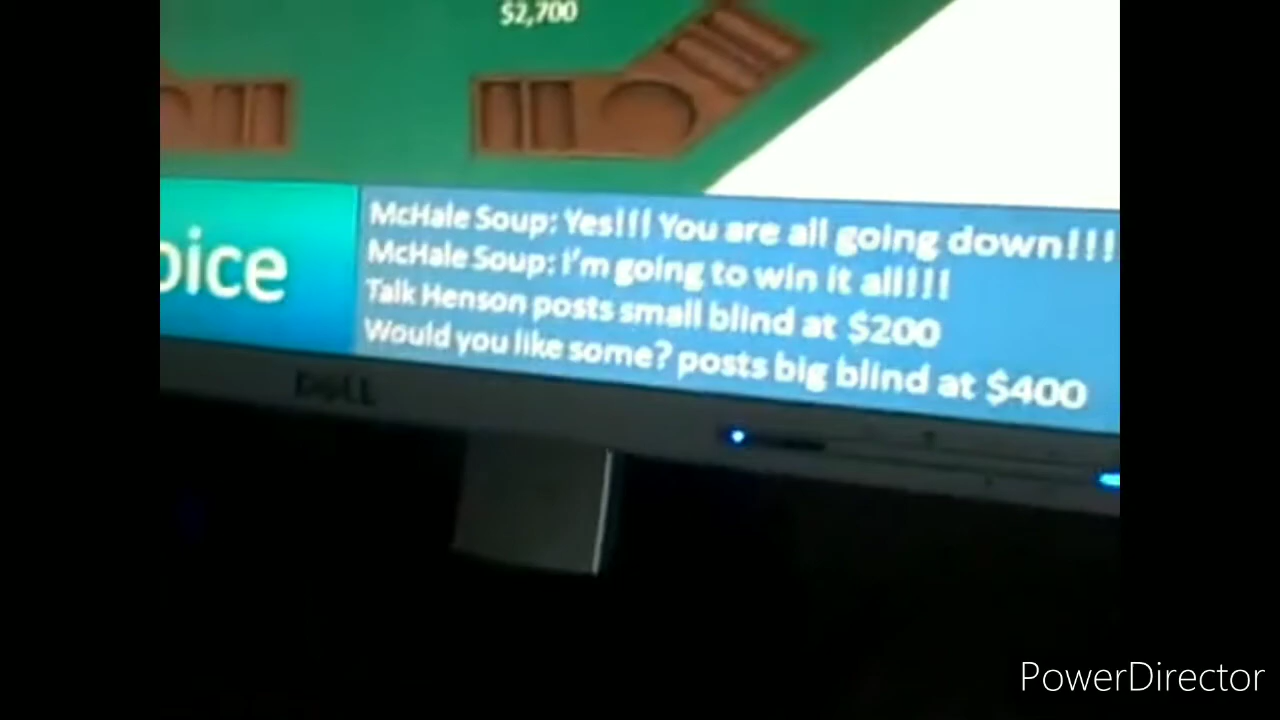 $2,700
oice
McHale Soup: Yes!!! You are all going down!!!
McHale Soup: I'm going to win it all!!!
Talk Henson posts small blind at $200
Would you like some? posts big blind at $400
DELL
PowerDirector